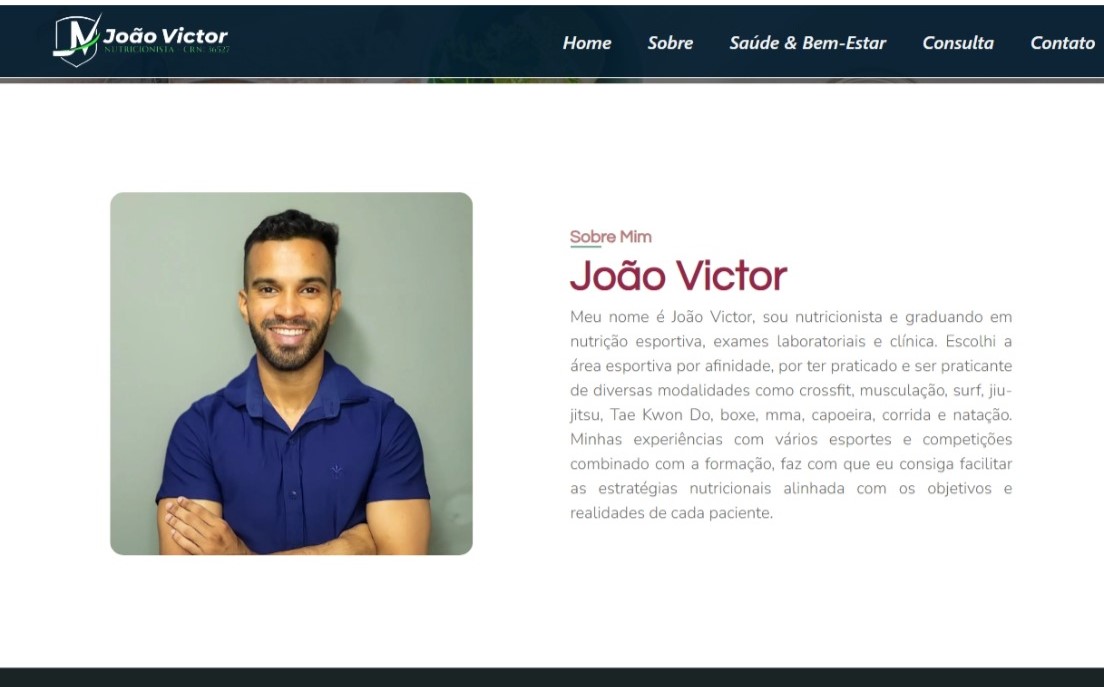 João Victor
NUTRICIONISTA - CRN: 36527
Home Sobre Saúde & Bem-Estar Consulta Contato
Sobre Mim
João Victor
Meu nome é João Victor, sou nutricionista e graduando em
nutrição esportiva, exames laboratoriais e clínica. Escolhi a
área esportiva por afinidade, por ter praticado e ser praticante
de diversas modalidades como crossfit, musculação, surf, jiu-
jitsu, Tae Kwon Do, boxe, mma, capoeira, corrida e natação.
Minhas experiências com vários esportes e competições
combinado com a formação, faz com que eu consiga facilitar
as estratégias nutricionais alinhada com os objetivos e
realidades de cada paciente.